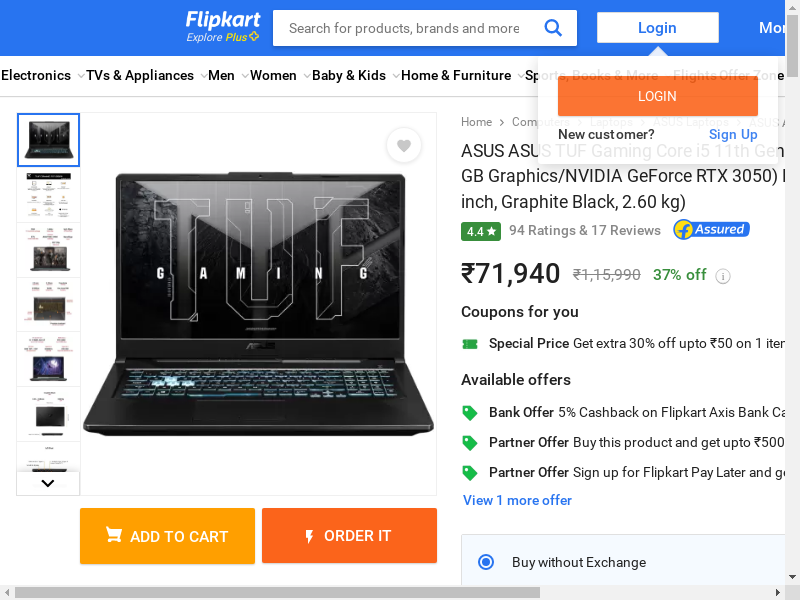 Flipkart
Explore Plus
Search for products, brands and more
Login
Electronics
TVs & Appliances
Men
Women
Baby & Kids
Home & Furniture
Sports, Books & More
Flights
Offer Zone
LOGIN
New customer? Sign Up
Home
Computers
Laptops
ASUS Laptops
ASUS ASUS TUF Gaming Core i5 11th Gen
GB Graphics/NVIDIA GeForce RTX 3050)
inch, Graphite Black, 2.60 kg)
4.4
94 Ratings & 17 Reviews
Assured
TUF
GAMING
₹71,940 ₹1,15,990 37% off
Coupons for you
Special Price Get extra 30% off upto ₹50 on 1
Available offers
Bank Offer 5% Cashback on Flipkart Axis Bank
Partner Offer Buy this product and get upto ₹500
Partner Offer Sign up for Flipkart Pay Later and
View 1 more offer
ADD TO CART
ORDER IT
Buy without Exchange